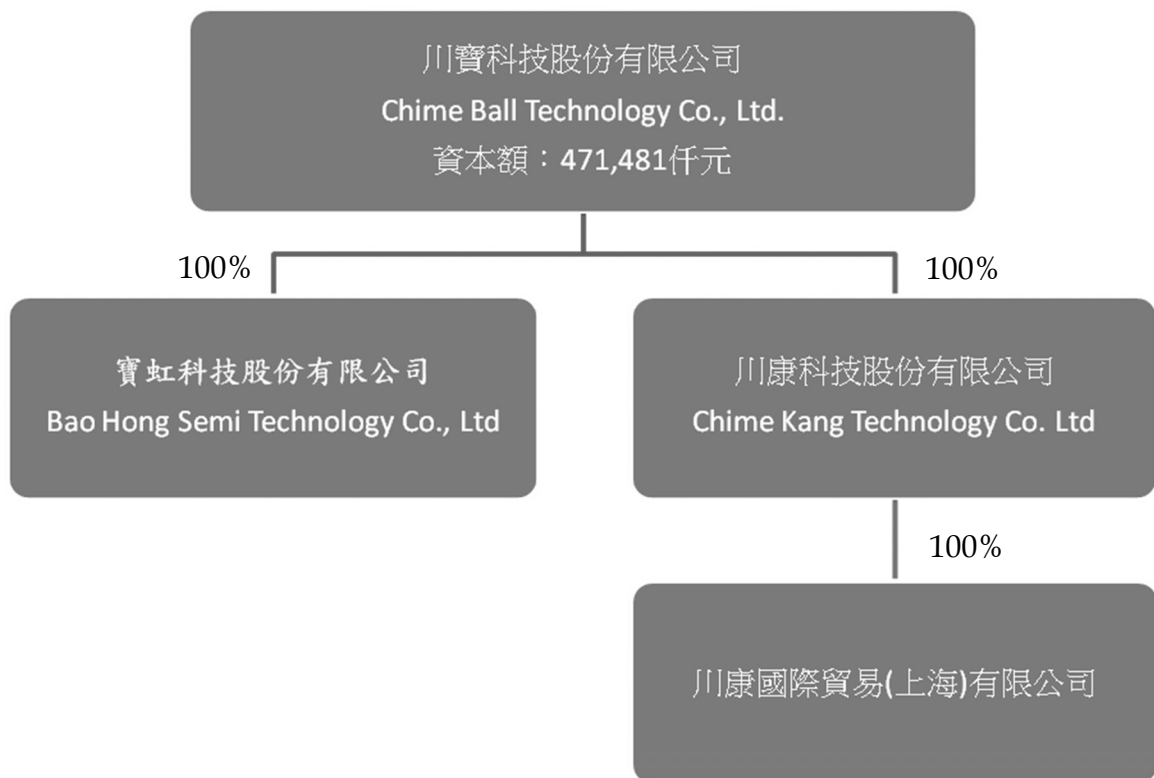 川寶科技股份有限公司
Chime Ball Technology Co., Ltd.
資本額：471,481仟元
100%
100%
寶虹科技股份有限公司
Bao Hong Semi Technology Co., Ltd
川康科技股份有限公司
Chime Kang Technology Co. Ltd
100%
川康國際貿易(上海)有限公司